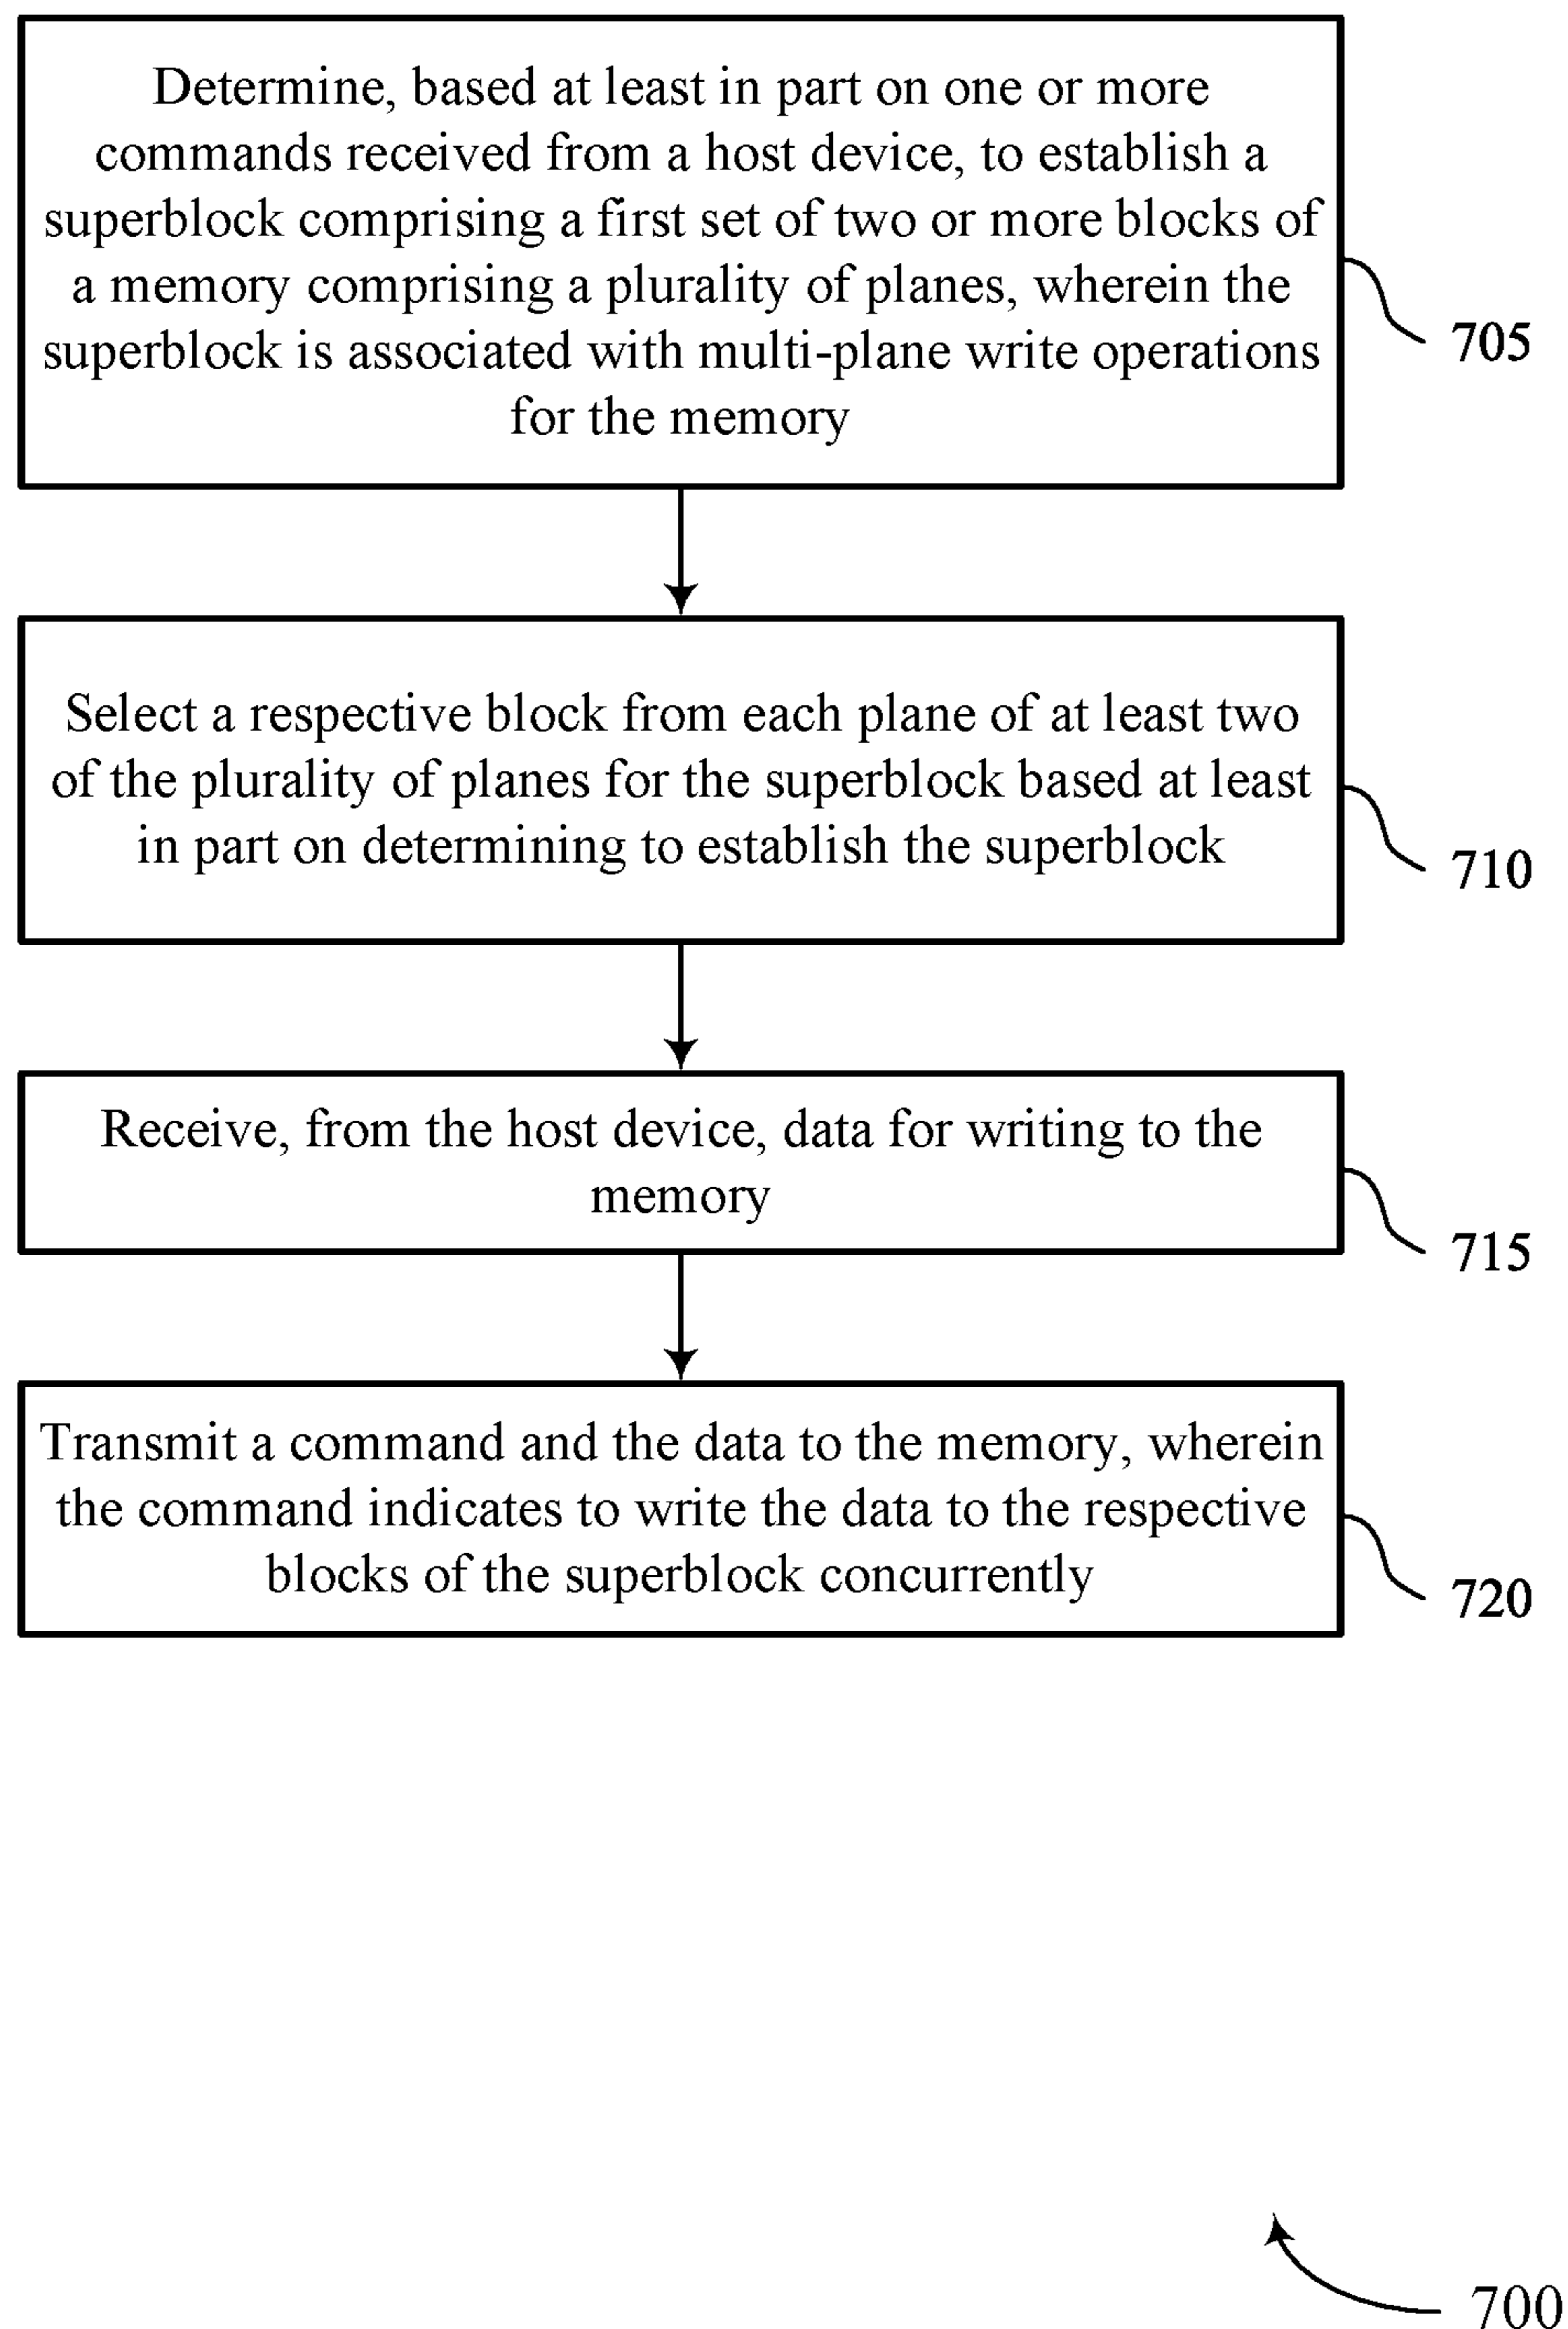 Determine, based at least in part on one or more
commands received from a host device, to establish a
superblock comprising a first set of two or more blocks of
a memory comprising a plurality of planes, wherein the
superblock is associated with multi-plane write operations
for the memory
705
Select a respective block from each plane of at least two
of the plurality of planes for the superblock based at least
in part on determining to establish the superblock
710
Receive, from the host device, data for writing to the
memory
715
Transmit a command and the data to the memory, wherein
the command indicates to write the data to the respective
blocks of the superblock concurrently
720
700